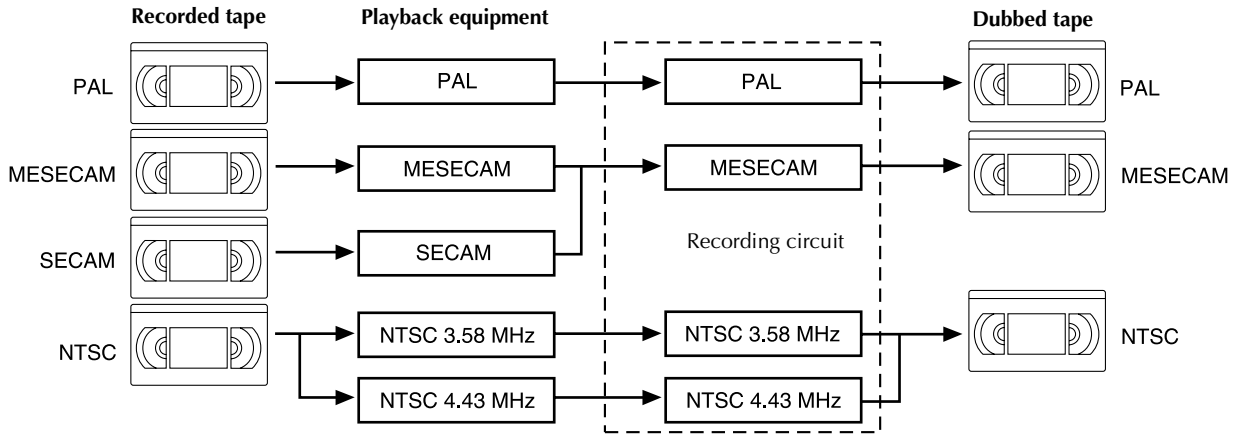 Recorded tape Playback equipment Dubbed tape
PAL PAL PAL PAL
MESECAM MESECAM MESECAM MESECAM
SECAM SECAM Recording circuit
NTSC NTSC 3.58 MHz NTSC 3.58 MHz NTSC
NTSC 4.43 MHz NTSC 4.43 MHz